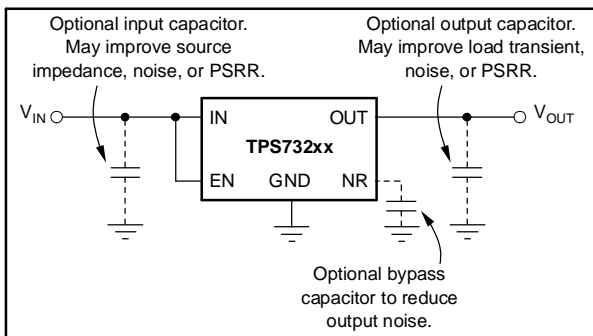 Optional input capacitor.
May improve source
impedance, noise, or PSRR.
Optional output capacitor.
May improve load transient,
noise, or PSRR.
VIN
IN
OUT
VOUT
TPS732xx
EN
GND
NR
Optional bypass
capacitor to reduce
output noise.